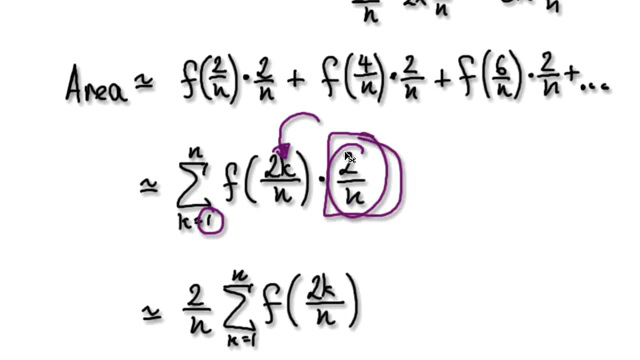 n n n
Area ≃ f(2/n)·2/n + f(4/n)·2/n + f(6/n)·2/n + ...
≃ ∑_{k=1}^{n} f(2k/n)·2/n
≃ 2/n ∑_{k=1}^{n} f(2k/n)